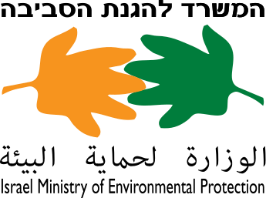 המשרד להגנת הסביבה
الوزارة لحماية البيئة
Israel Ministry of Environmental Protection